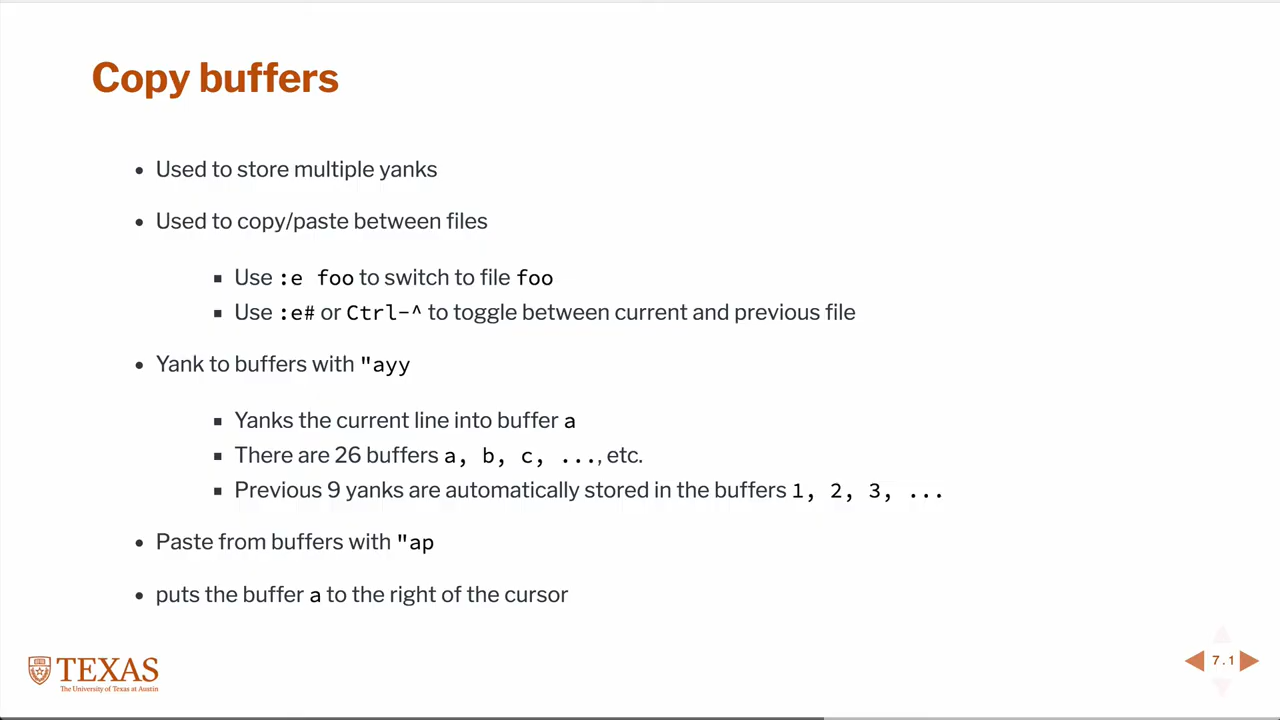 Copy buffers
Used to store multiple yanks
Used to copy/paste between files
Use :e foo to switch to file foo
Use :e# or Ctrl-^ to toggle between current and previous file
Yank to buffers with "ayy
Yanks the current line into buffer a
There are 26 buffers a, b, c, ..., etc.
Previous 9 yanks are automatically stored in the buffers 1, 2, 3, ...
Paste from buffers with "ap
puts the buffer a to the right of the cursor
TEXAS
The University of Texas at Austin
7.1